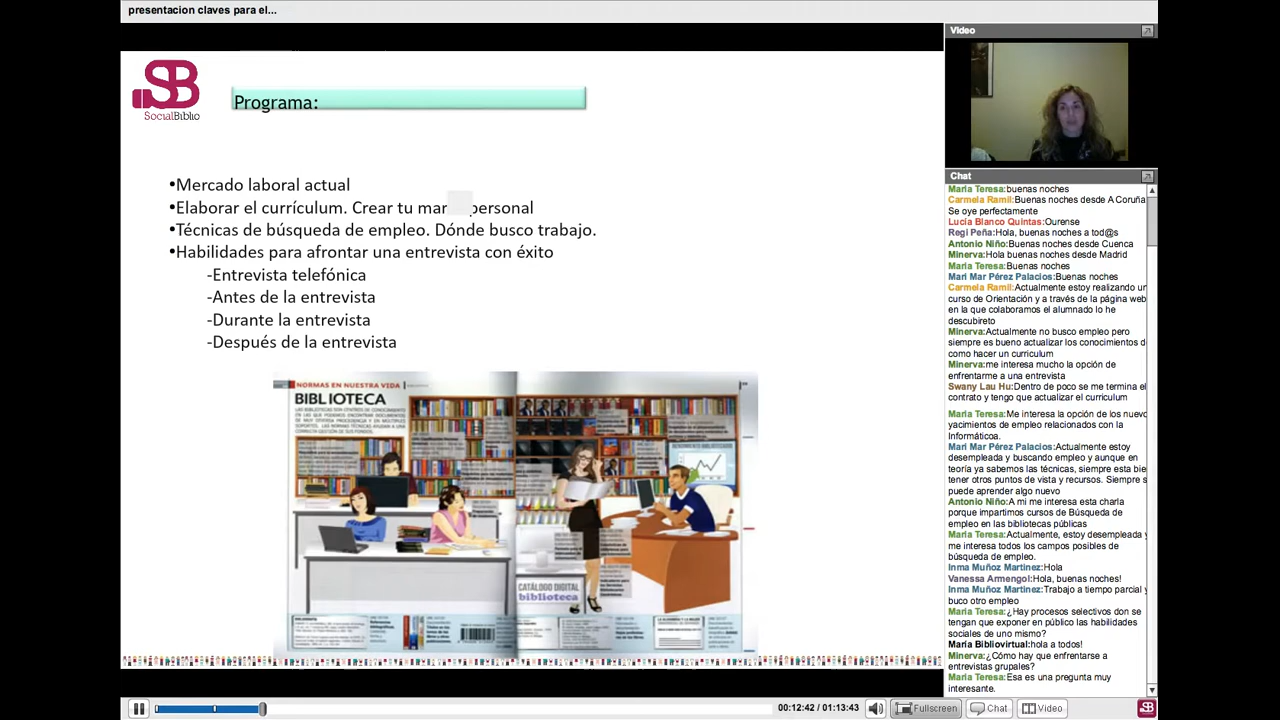 presentacion claves para el...
SB
SocialBiblio
Programa:
•Mercado laboral actual
•Elaborar el currículum. Crear tu mar personal
•Técnicas de búsqueda de empleo. Dónde busco trabajo.
•Habilidades para afrontar una entrevista con éxito
-Entrevista telefónica
-Antes de la entrevista
-Durante la entrevista
-Después de la entrevista
NORMAS EN NUESTRA VIDA
BIBLIOTECA
CATÁLOGO DIGITAL
biblioteca
Video
Chat
María Teresa:buenas noches
Carmela Ramil:Buenas noches desde A Coruña
Se oye perfectamente
Lucía Blanco Quintas:Ourense
Regi Peña:Hola, buenas noches a tod@s
Antonio Niño:Buenas noches desde Cuenca
Minerva:Hola buenas noches desde Madrid
María Teresa:Buenas noches
Mari Mar Pérez Palacios:Buenas noches
Carmela Ramil:Actualmente estoy realizando un
curso de Orientación y a través de la página web
en la que colaboramos el alumnado lo he
descubireto
Minerva:Actualmente no busco empleo pero
siempre es bueno actualizar los conocimientos d
como hacer un curriculum
Minerva:me interesa mucho la opción de
enfrentarme a una entrevista
Swany Lau Hu:Dentro de poco se me termina el
contrato y tengo que actualizar el curriculum
María Teresa:Me interesa la opción de los nuevo
yacimientos de empleo relacionados con la
Informáticoa.
Mari Mar Pérez Palacios:Actualmente estoy
desempleada y buscando empleo y aunque en
teoría ya sabemos las técnicas, siempre esta bie
tener otros puntos de vista y recursos. Siempre s
puede aprender algo nuevo
Antonio Niño:A mi me interesa esta charla
porque impartimos cursos de Búsqueda de
empleo en las bibliotecas públicas
María Teresa:Actualmente, estoy desempleada y
me interesa todos los campos posibles de
búsqueda de empleo.
Inma Muñoz Martinez:Hola
Vanessa Armengol:Hola, buenas noches!
Inma Muñoz Martinez:Trabajo a tiempo parcial y
buco otro empleo
María Teresa:¿Hay procesos selectivos don se
tengan que exponer en público las habilidades
sociales de uno mismo?
María Bibliovirtual:hola a todos!
Minerva:¿Cómo hay que enfrentarse a
entrevistas grupales?
María Teresa:Esa es una pregunta muy
interesante.
00:12:42 / 01:13:43
Fullscreen
Chat
Video
SB